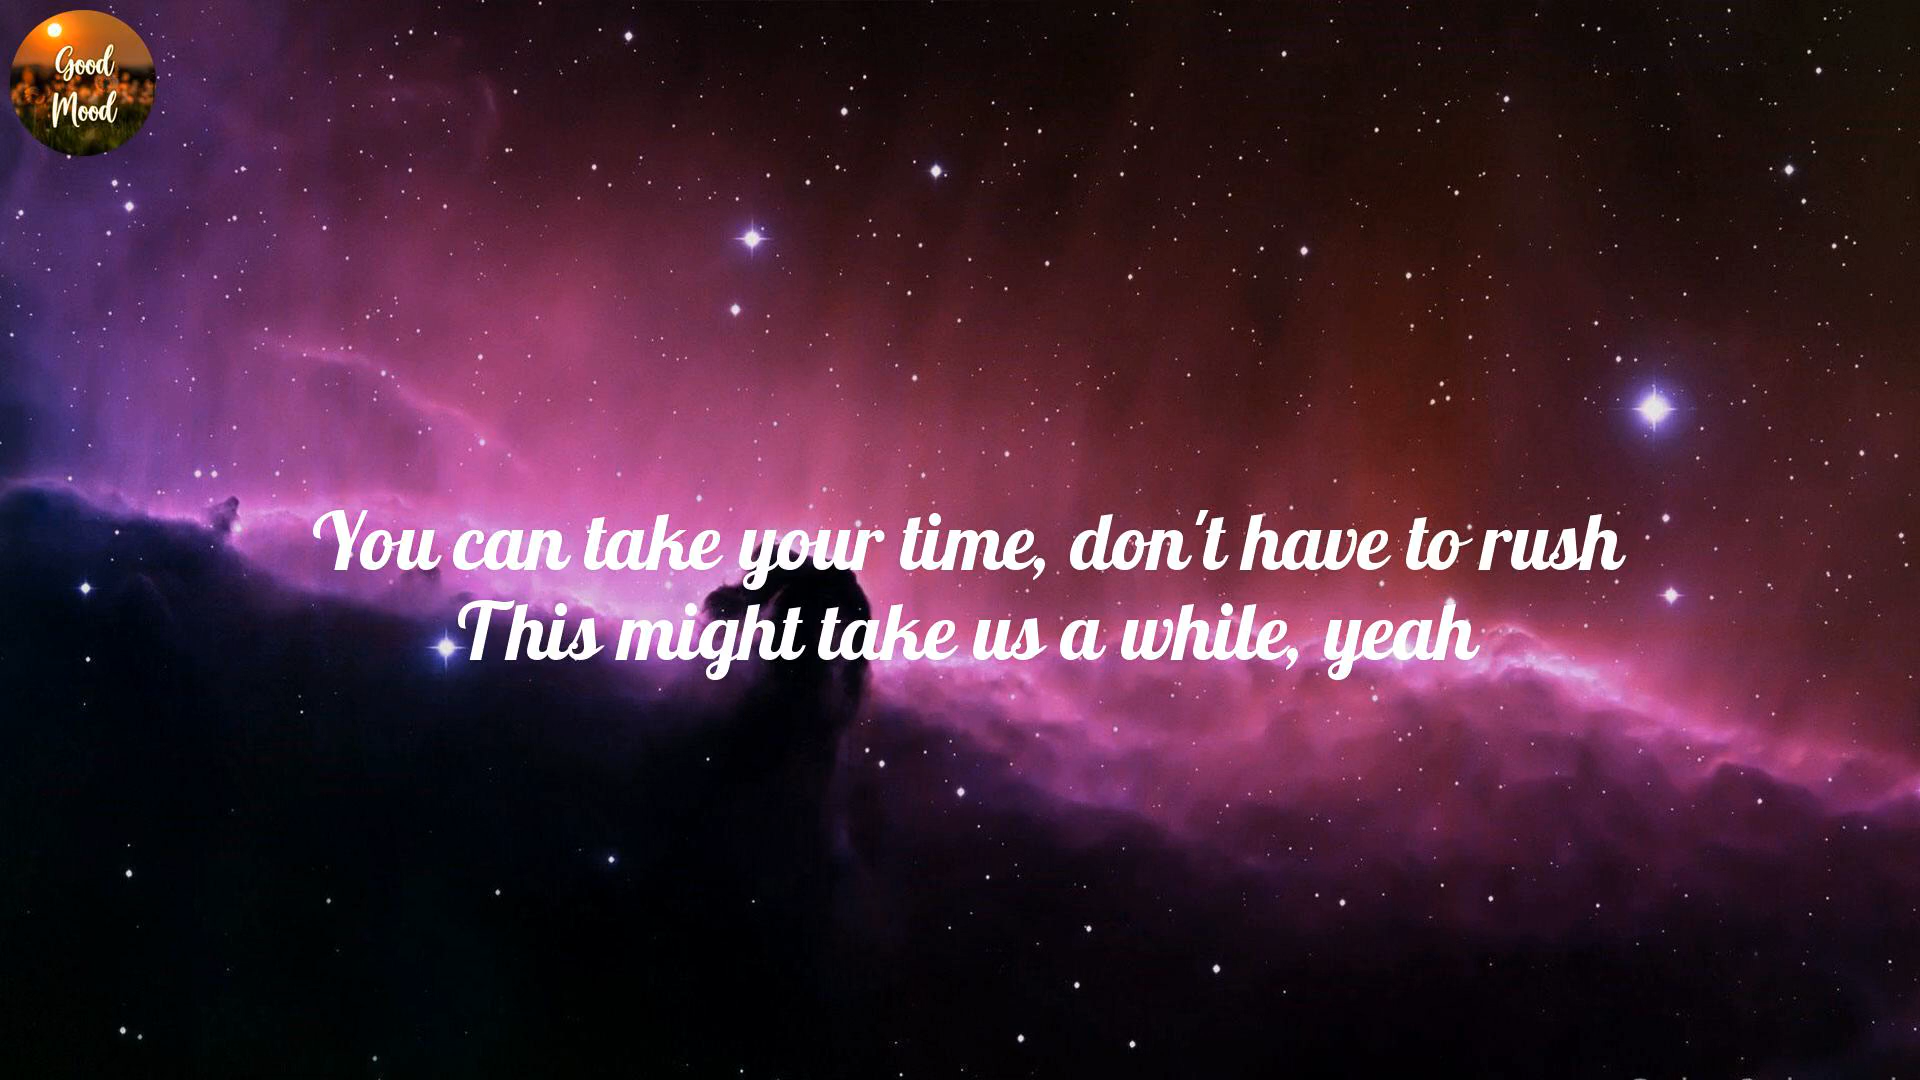 Good
Mood
You can take your time, don't have to rush
This might take us a while, yeah